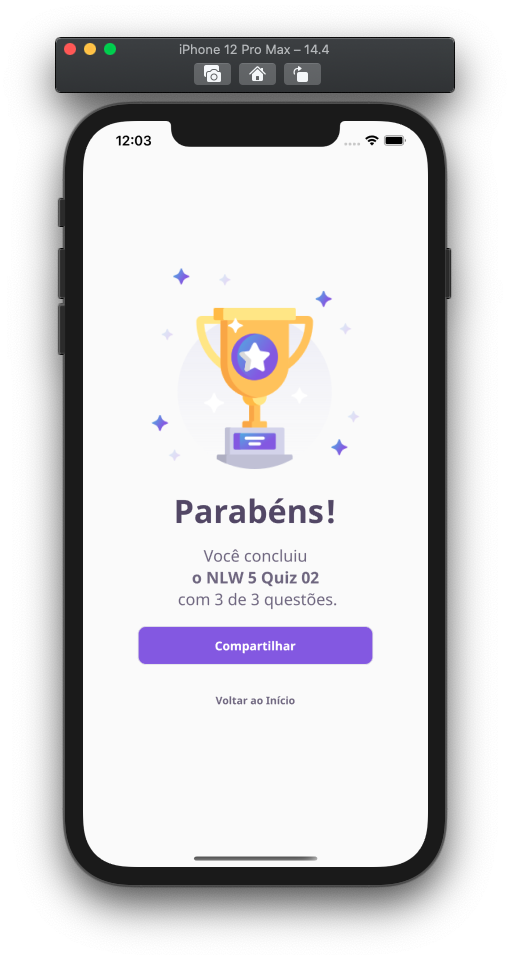 iPhone 12 Pro Max – 14.4
12:03
Parabéns!
Você concluiu
o NLW 5 Quiz 02
com 3 de 3 questões.
Compartilhar
Voltar ao Início